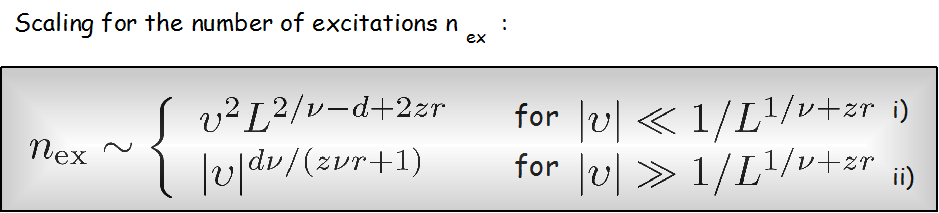 Scaling for the number of excitations n ex :
n_ex ∼ { υ^2 L^{2/ν−d+2zr} for |υ| ≪ 1/L^{1/ν+zr} i)
|υ|^{dν/(zνr+1)} for |υ| ≫ 1/L^{1/ν+zr} ii)